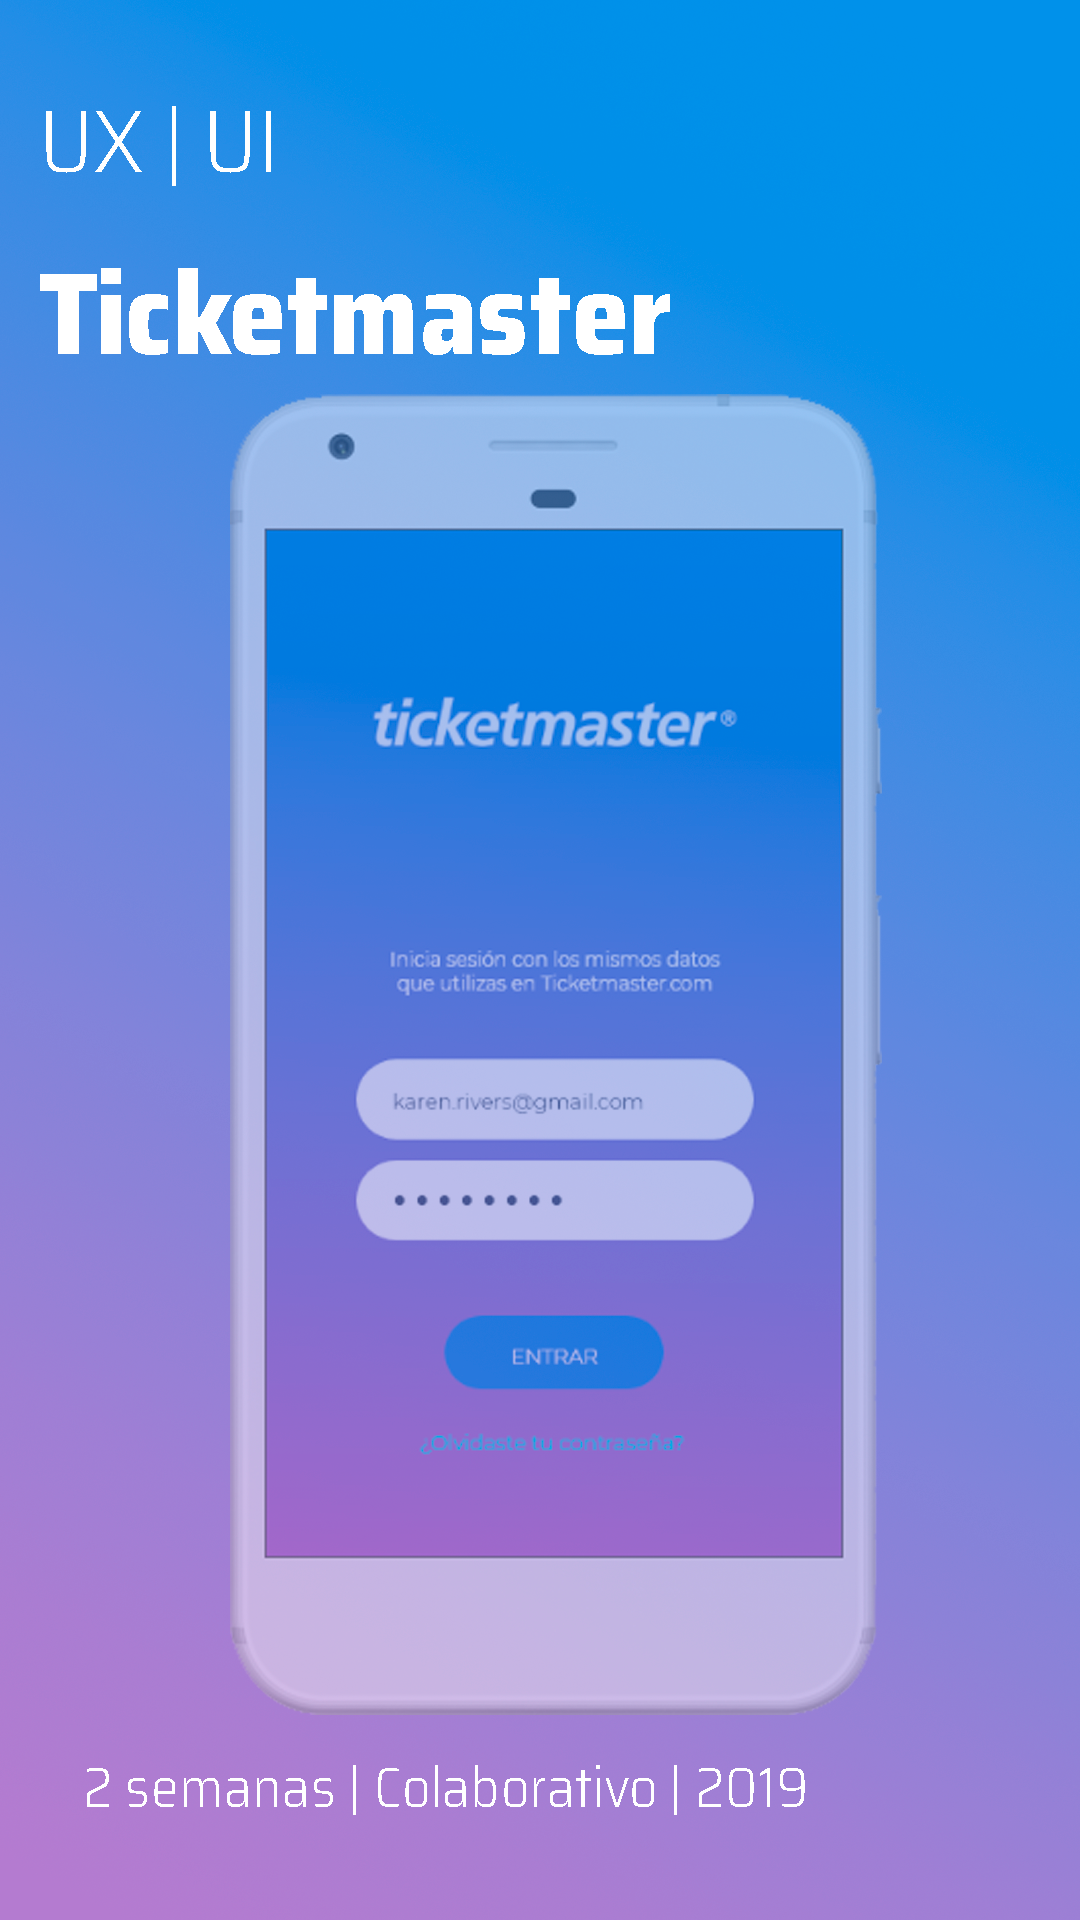 UX | UI
Ticketmaster
ticketmaster®
Inicia sesión con los mismos datos
que utilizas en Ticketmaster.com
karen.rivers@gmail.com
••••••••
ENTRAR
¿Olvidaste tu contraseña?
2 semanas | Colaborativo | 2019